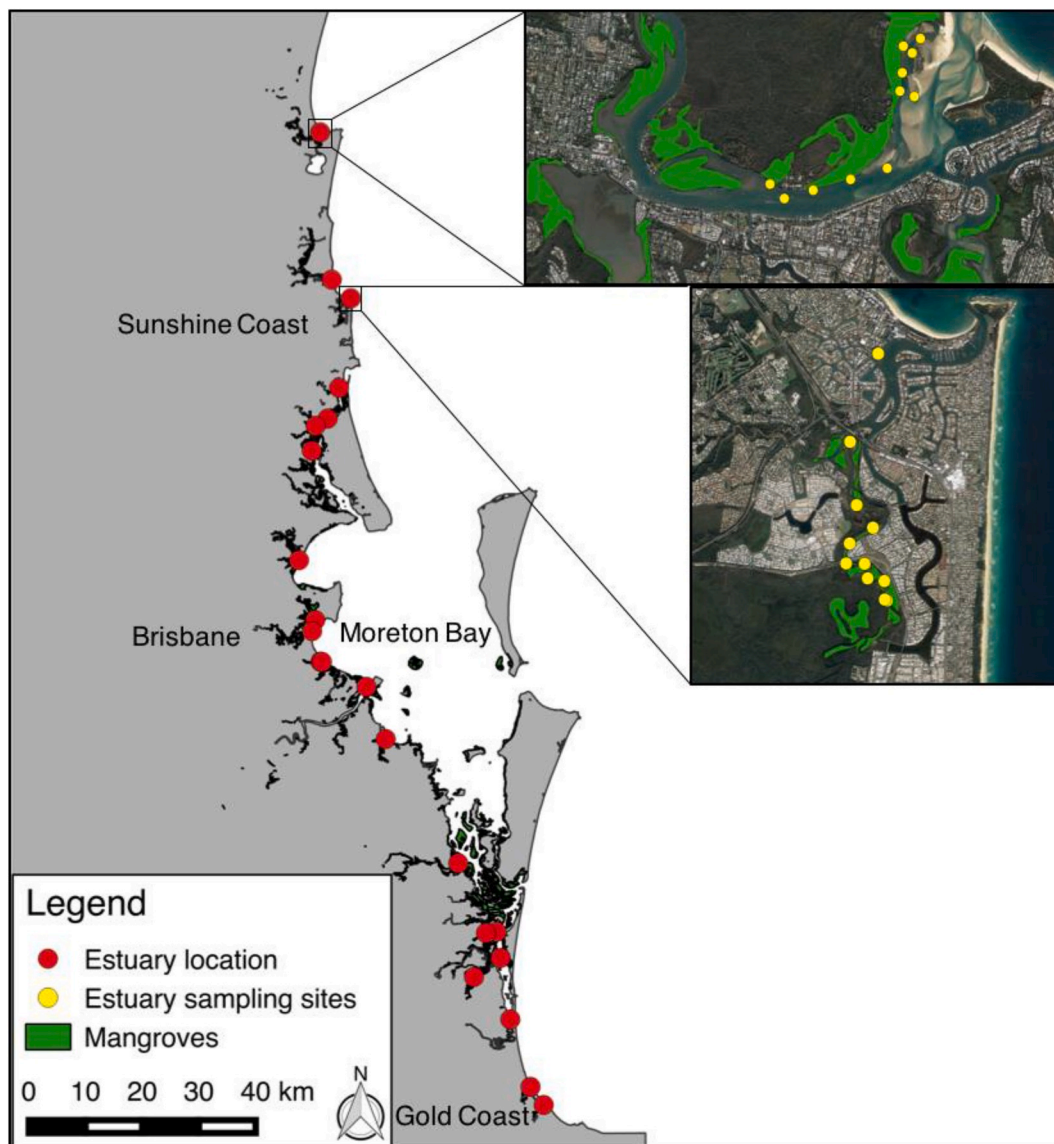 Sunshine Coast
Brisbane
Moreton Bay
Legend
Estuary location
Estuary sampling sites
Mangroves
0 10 20 30 40 km
N
Gold Coast